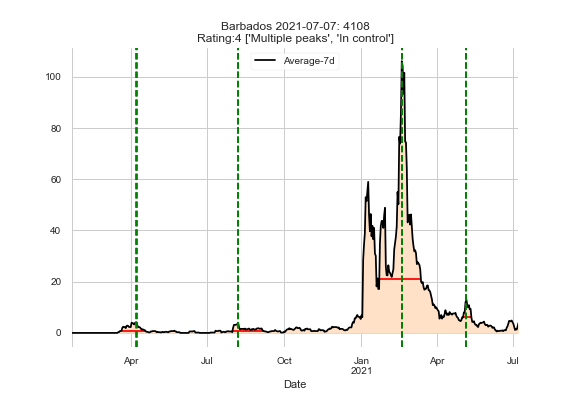 Barbados 2021-07-07: 4108
Rating:4 ['Multiple peaks', 'In control']
Average-7d
100
80
60
40
20
0
Apr Jul Oct Jan Apr Jul
2021
Date